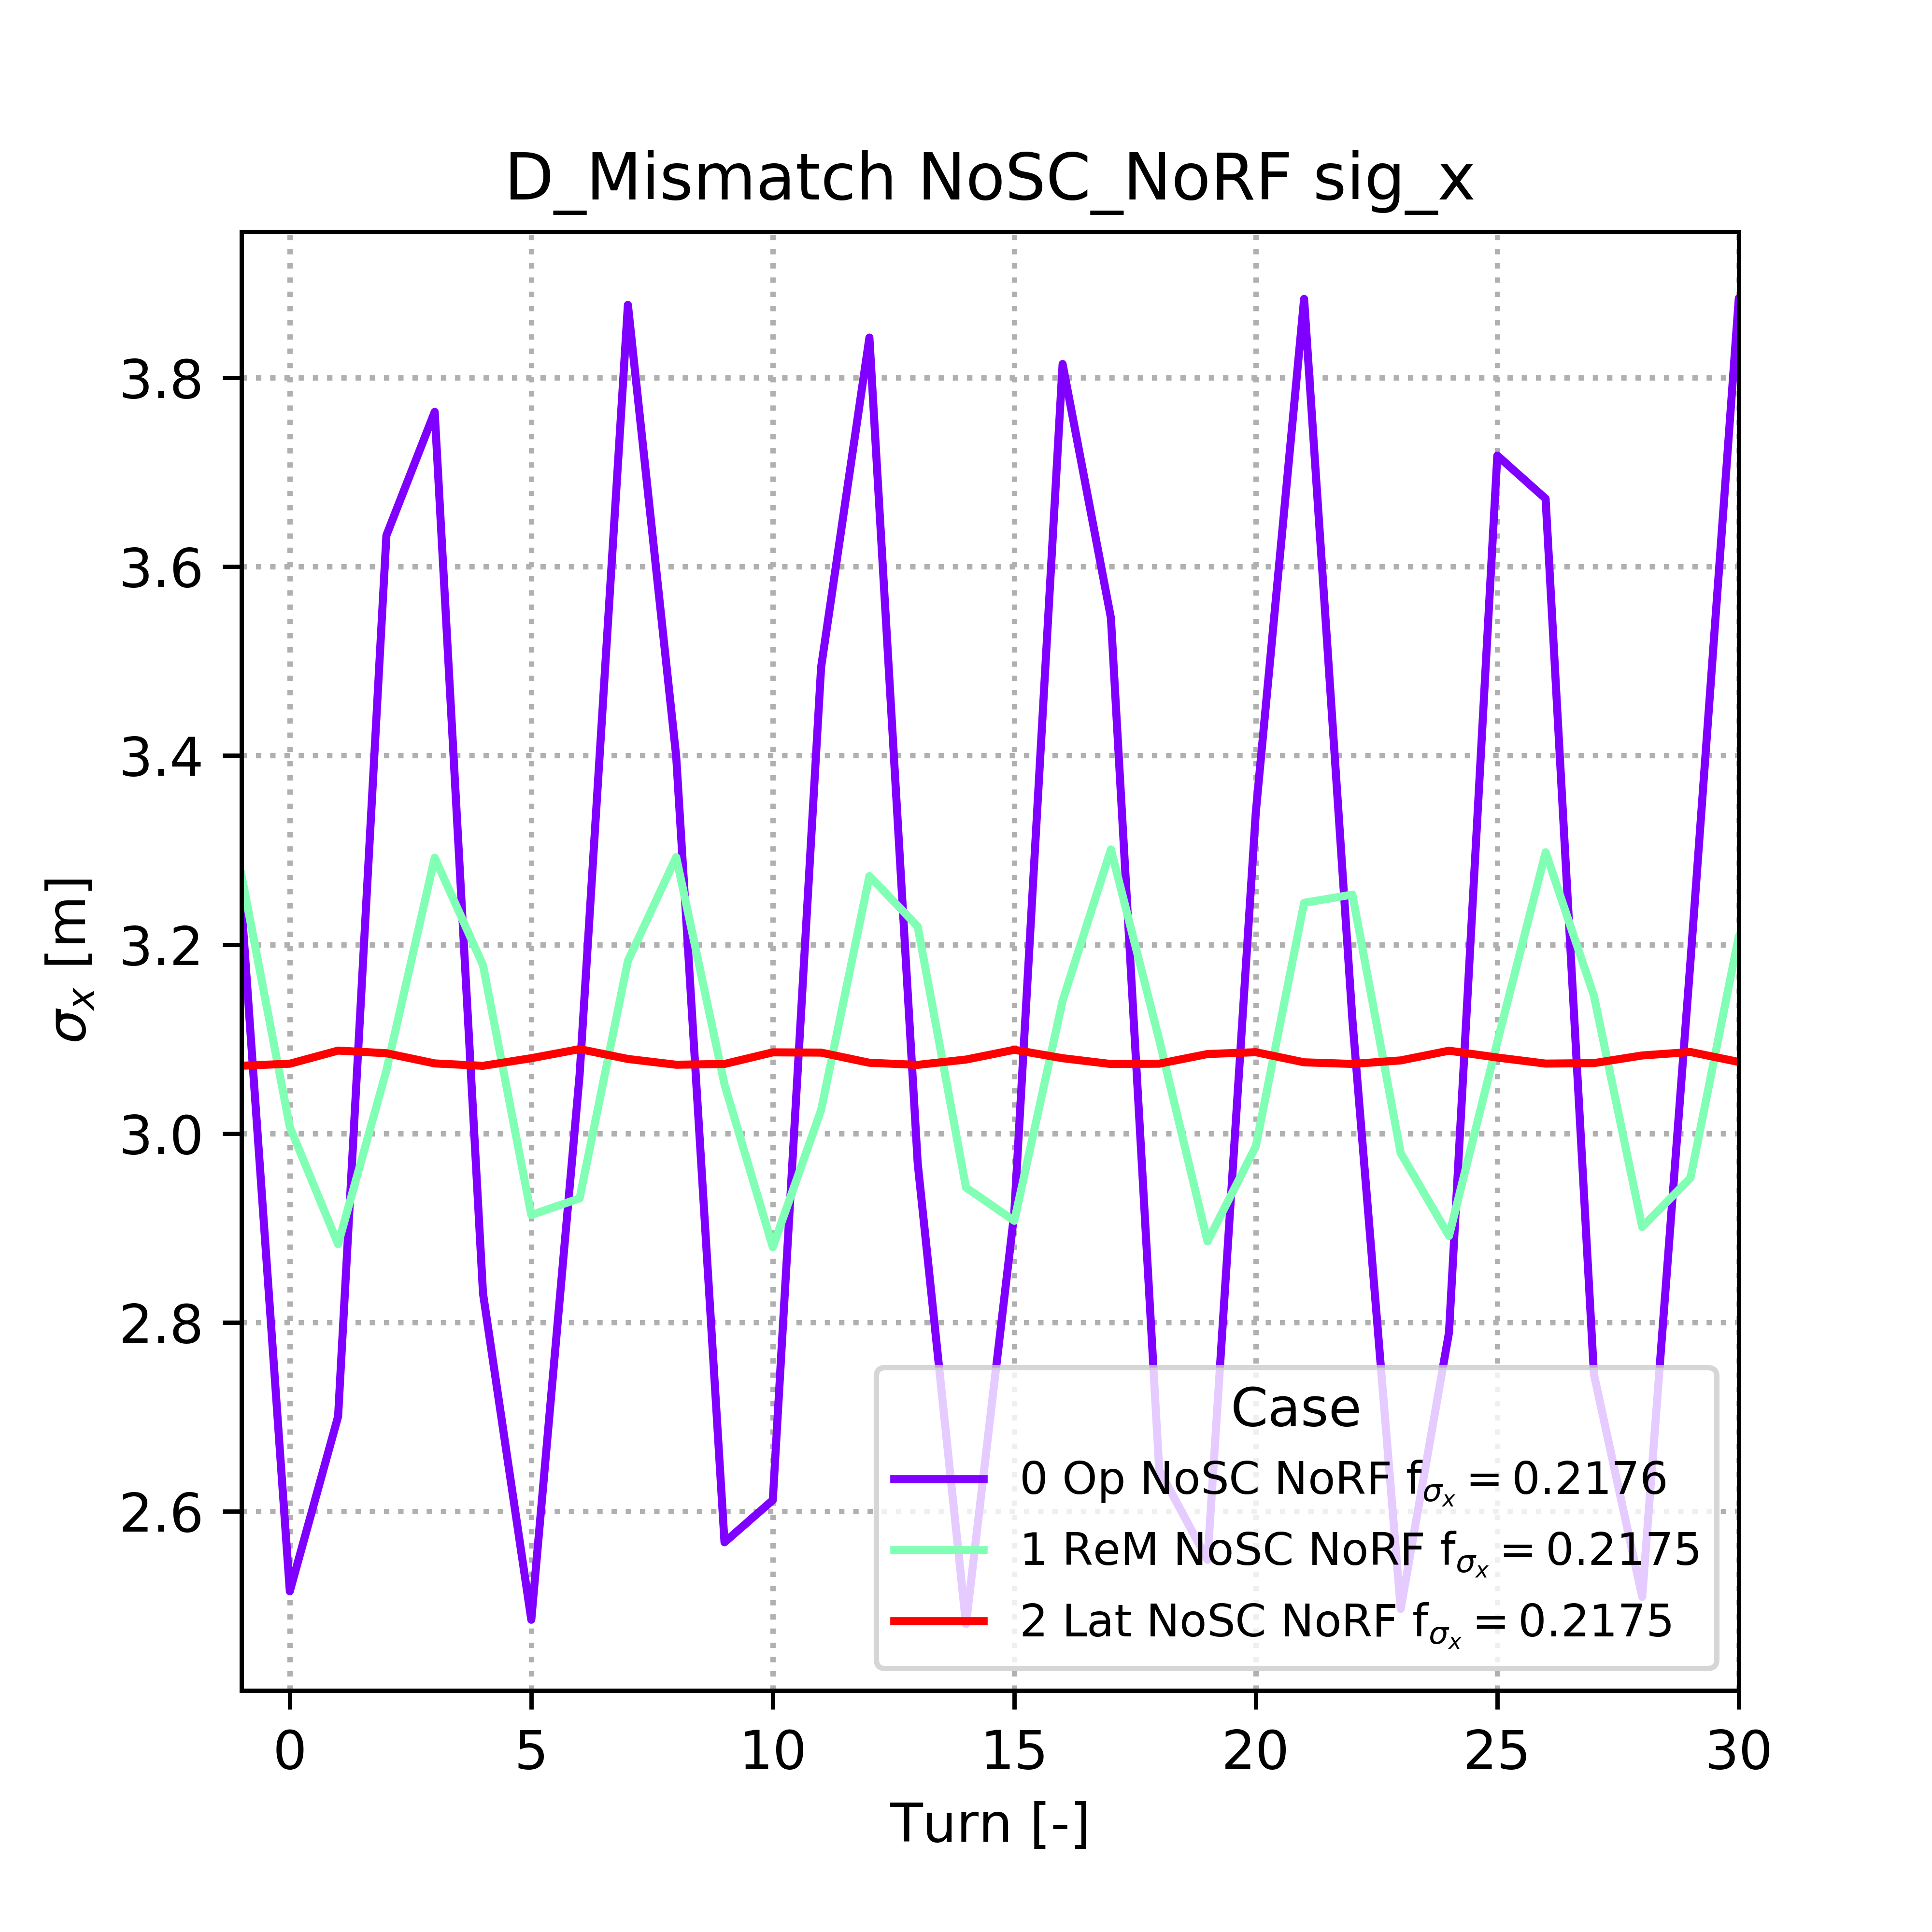 D_Mismatch NoSC_NoRF sig_x
σx [m]
3.8
3.6
3.4
3.2
3.0
2.8
2.6
Case
0 Op NoSC NoRF fσx = 0.2176
1 ReM NoSC NoRF fσx = 0.2175
2 Lat NoSC NoRF fσx = 0.2175
0 5 10 15 20 25 30
Turn [-]